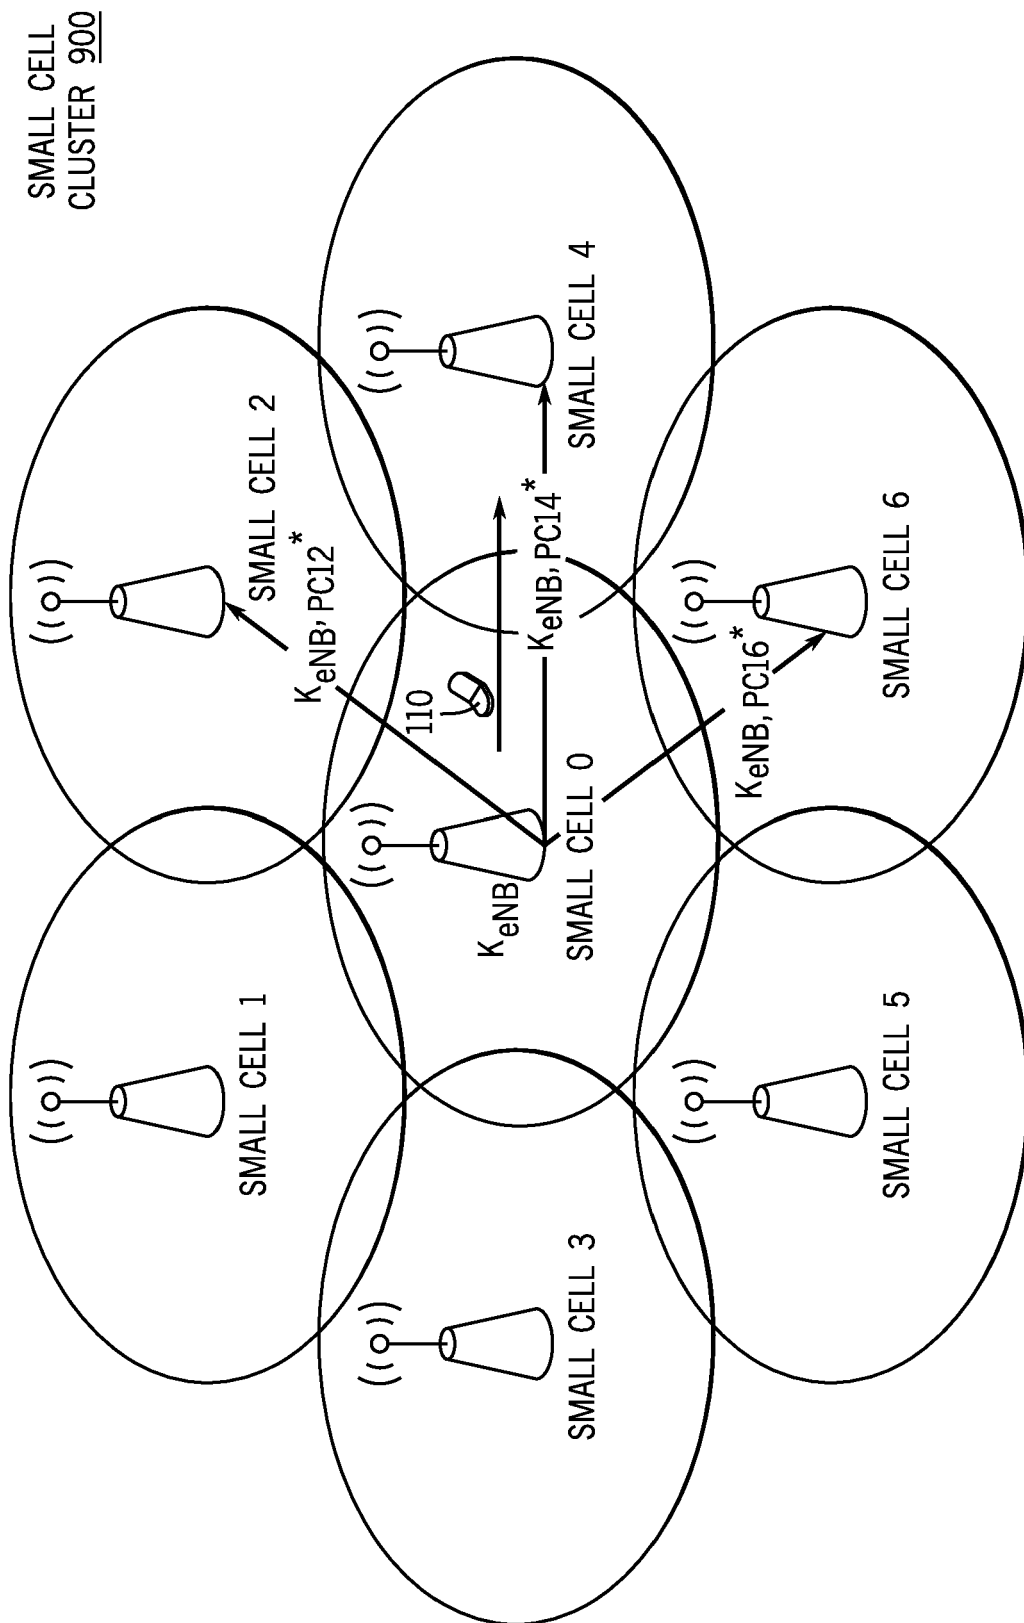 SMALL CELL
CLUSTER 900
SMALL CELL 1
SMALL CELL 2
KeNB, PC12*
110
KeNB
SMALL CELL 3
SMALL CELL 0
KeNB, PC14*
SMALL CELL 4
KeNB, PC16*
SMALL CELL 5
SMALL CELL 6